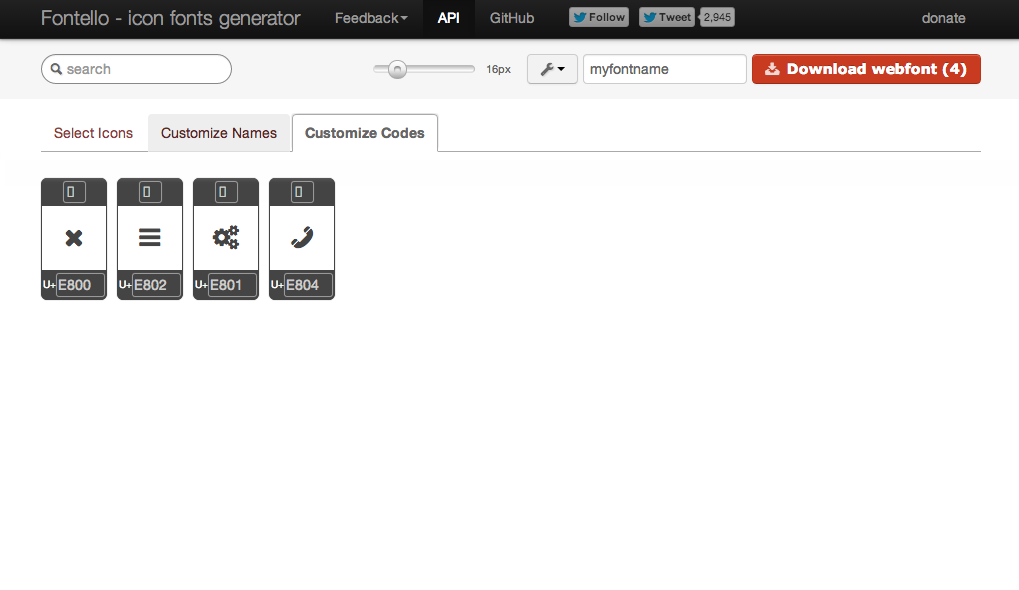 Fontello - icon fonts generator Feedback API GitHub Follow Tweet 2,945 donate
search 16px myfontname Download webfont (4)
Select Icons Customize Names Customize Codes
U+E800 U+E802 U+E801 U+E804